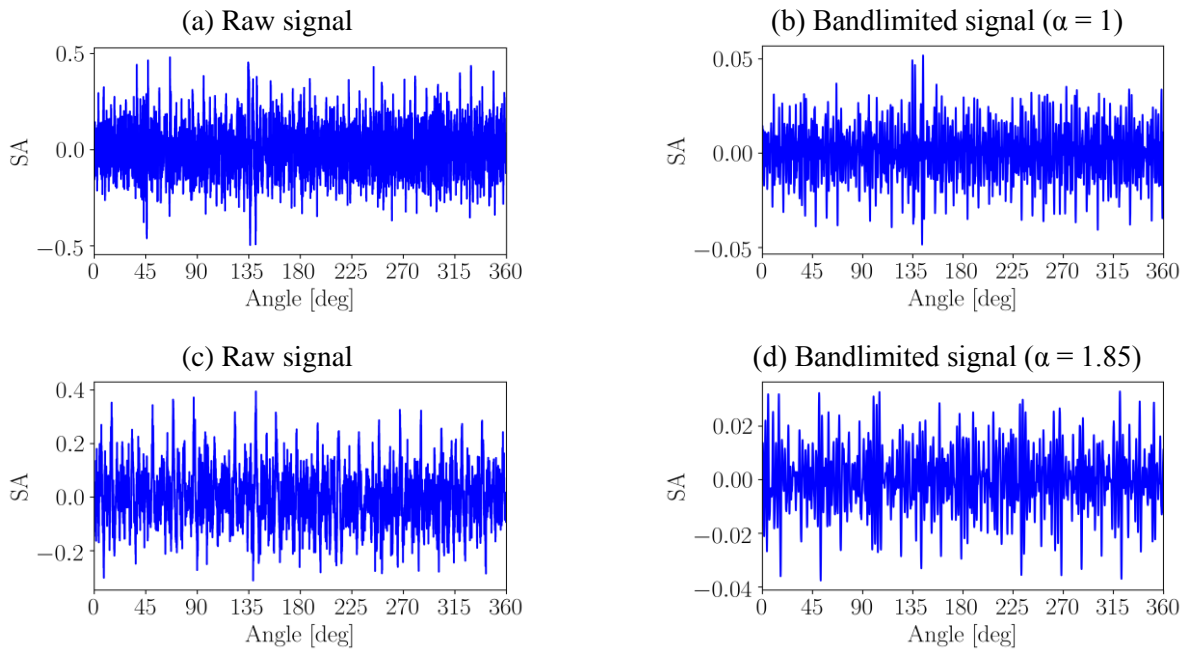 (a) Raw signal
0.5
0.0
−0.5
SA
0 45 90 135 180 225 270 315 360
Angle [deg]
(b) Bandlimited signal (α = 1)
0.05
0.00
−0.05
SA
0 45 90 135 180 225 270 315 360
Angle [deg]
(c) Raw signal
0.4
0.2
0.0
−0.2
SA
0 45 90 135 180 225 270 315 360
Angle [deg]
(d) Bandlimited signal (α = 1.85)
0.02
0.00
−0.02
−0.04
SA
0 45 90 135 180 225 270 315 360
Angle [deg]